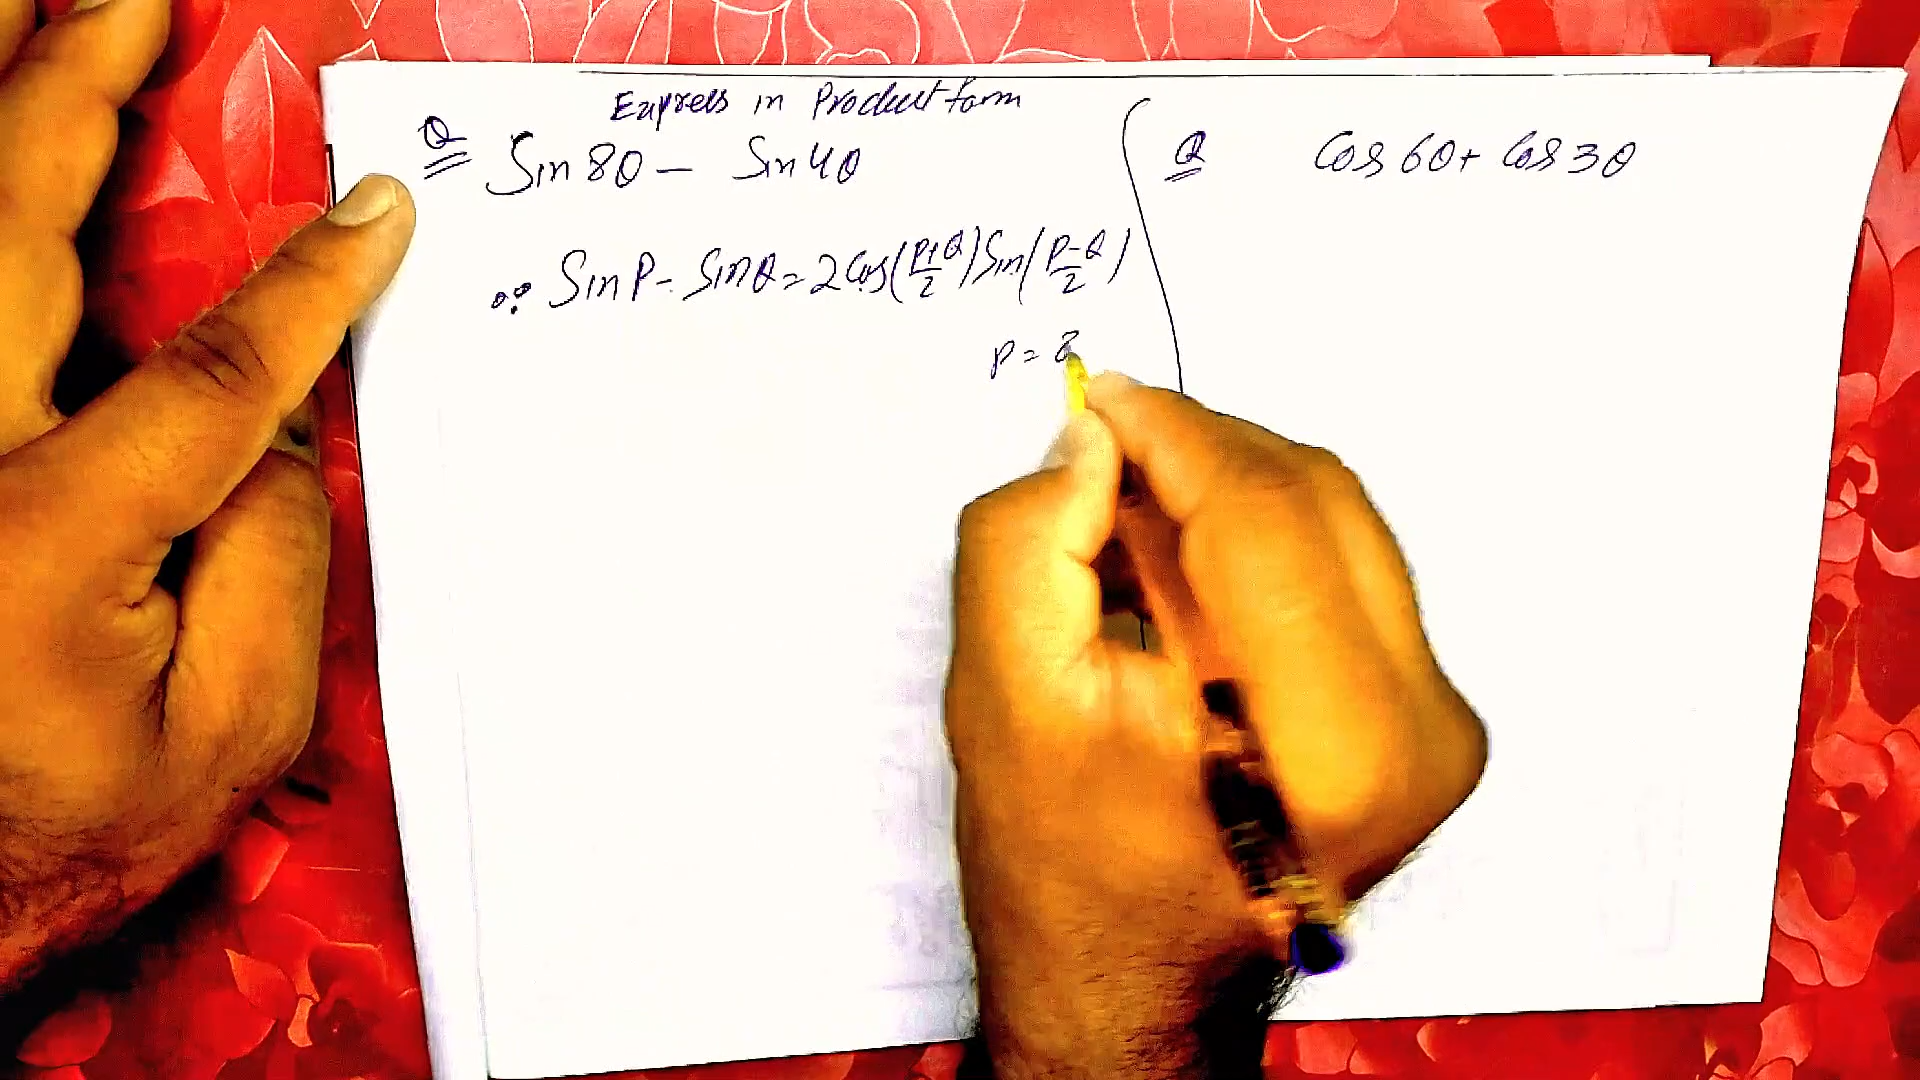 Express in Product form
Q Sin 8θ - Sin 4θ
∵ Sin P - Sin Q = 2 Cos(P+Q/2) Sin(P-Q/2)
P = 8
Q Cos 6θ + Cos 3θ